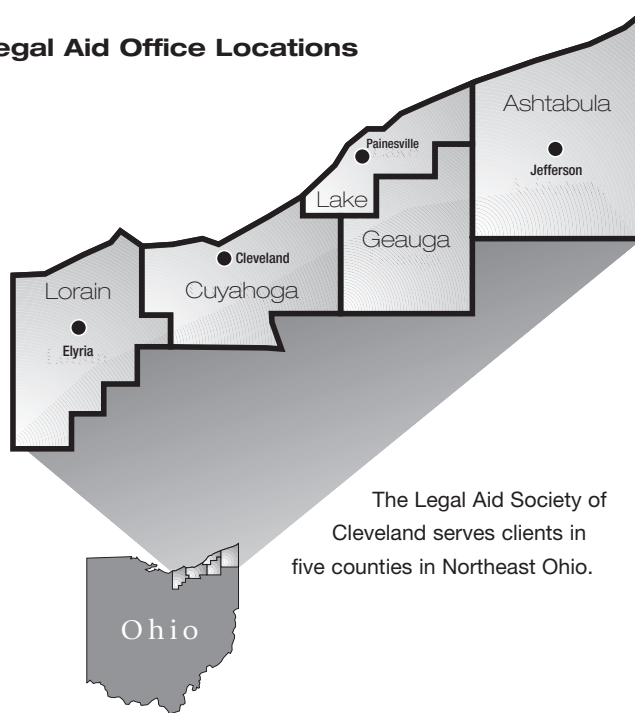 egal Aid Office Locations
Ashtabula
Jefferson
Painesville
Lake
Geauga
Cleveland
Cuyahoga
Lorain
Elyria
The Legal Aid Society of
Cleveland serves clients in
five counties in Northeast Ohio.
Ohio